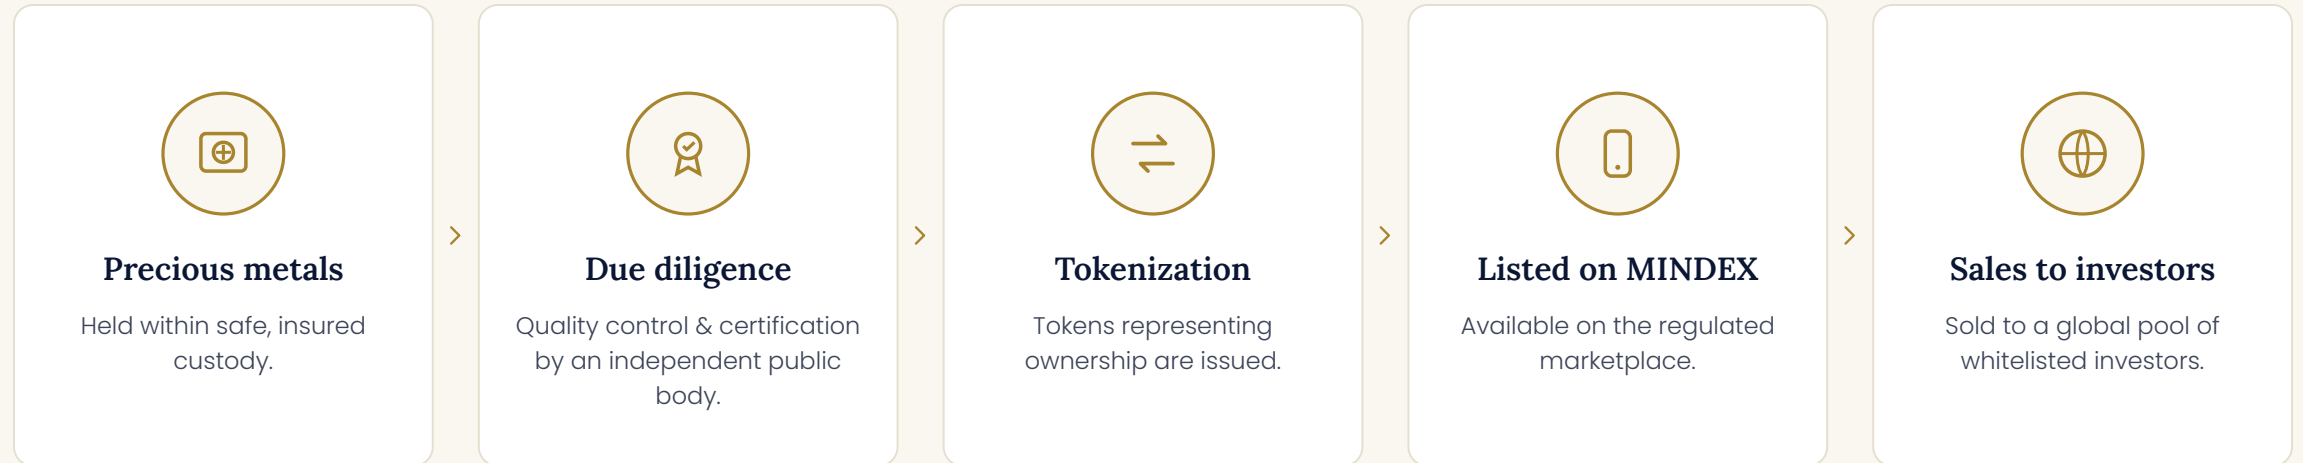 Precious metals
Held within safe, insured
custody.
Due diligence
Quality control & certification
by an independent public
body.
Tokenization
Tokens representing
ownership are issued.
Listed on MINDEX
Available on the regulated
marketplace.
Sales to investors
Sold to a global pool of
whitelisted investors.